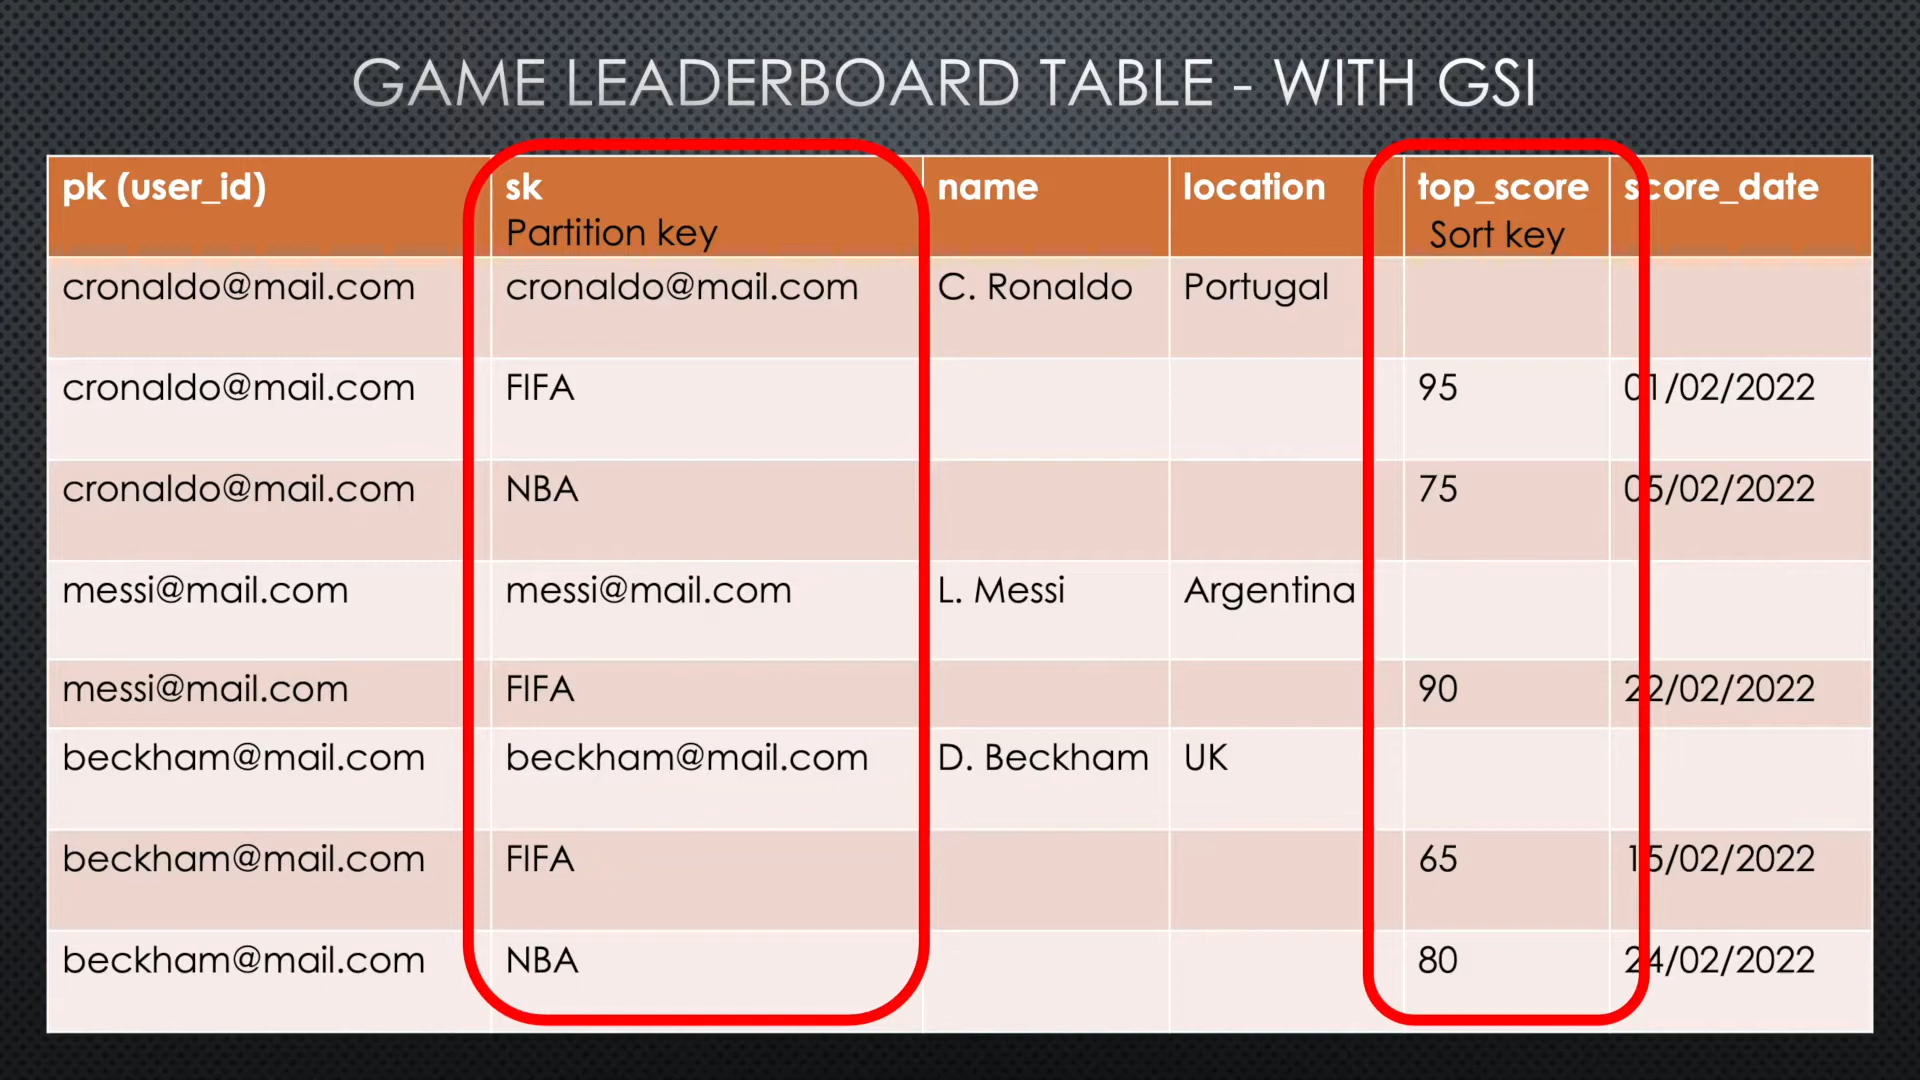 GAME LEADERBOARD TABLE - WITH GSI
pk (user_id) sk name location top_score score_date
Partition key Sort key
cronaldo@mail.com cronaldo@mail.com C. Ronaldo Portugal
cronaldo@mail.com FIFA 95 01/02/2022
cronaldo@mail.com NBA 75 05/02/2022
messi@mail.com messi@mail.com L. Messi Argentina
messi@mail.com FIFA 90 22/02/2022
beckham@mail.com beckham@mail.com D. Beckham UK
beckham@mail.com FIFA 65 15/02/2022
beckham@mail.com NBA 80 24/02/2022